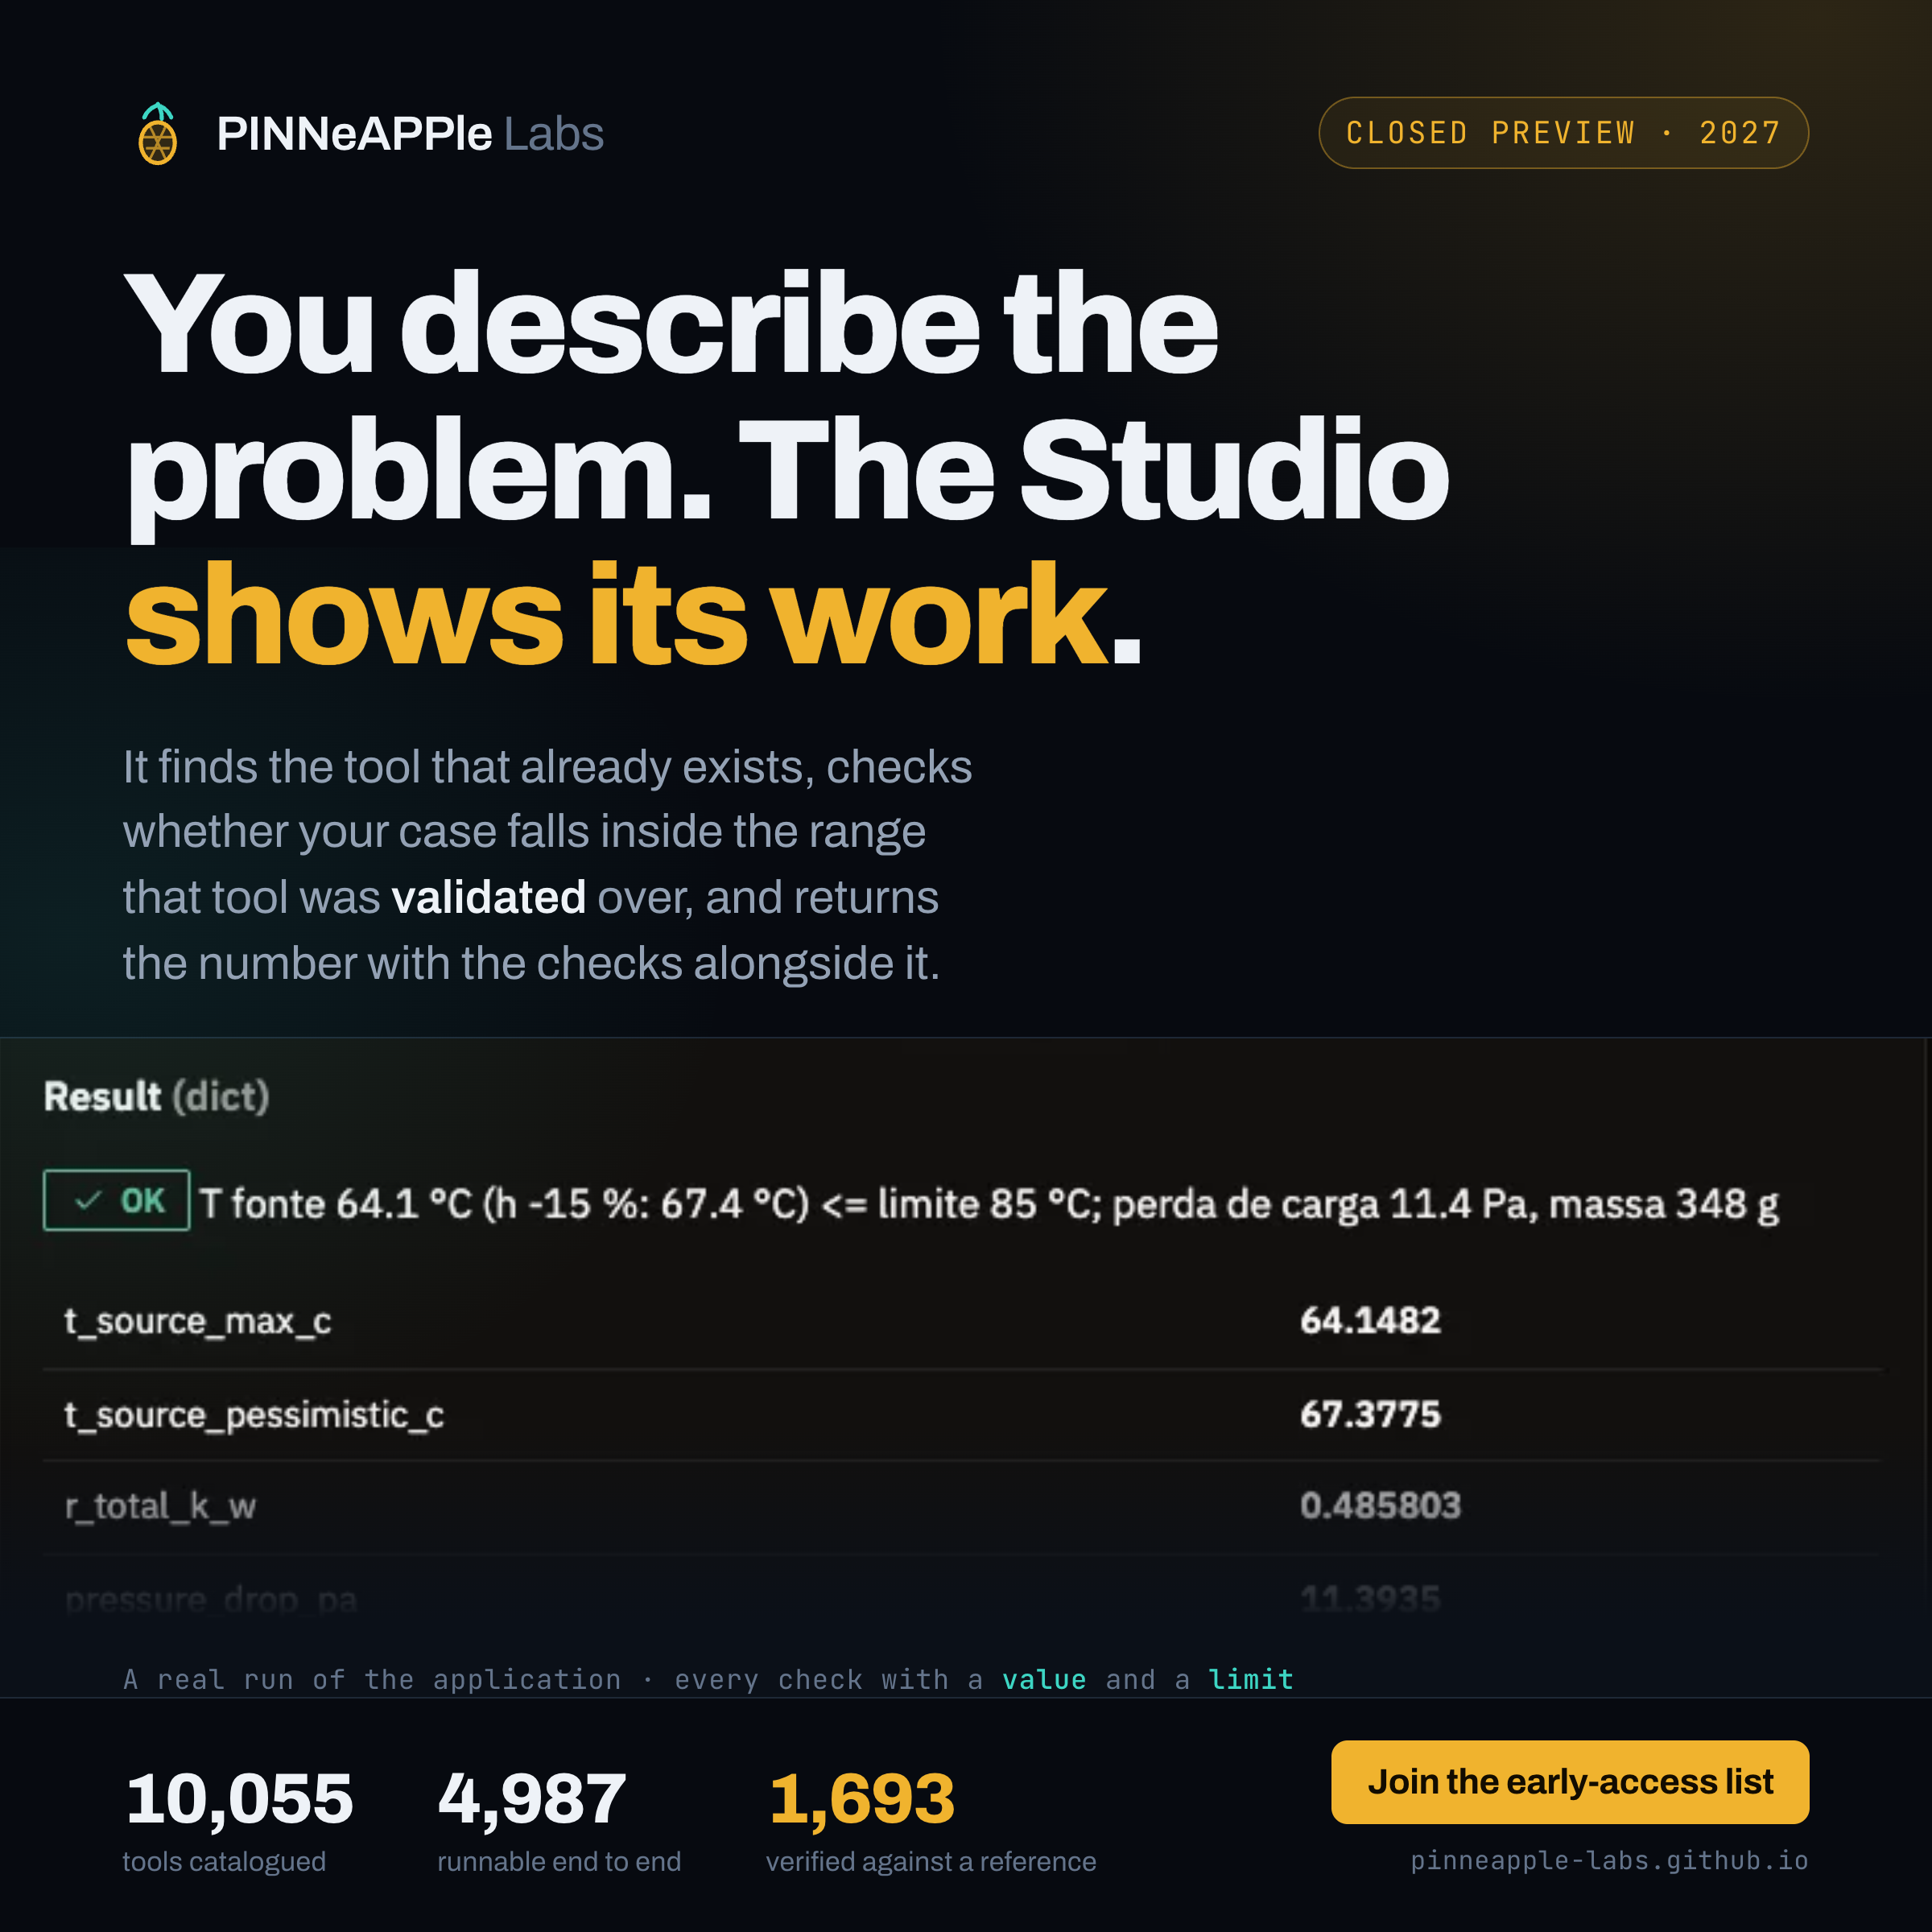 PINNeAPPle Labs
CLOSED PREVIEW · 2027
You describe the
problem. The Studio
shows its work.
It finds the tool that already exists, checks
whether your case falls inside the range
that tool was validated over, and returns
the number with the checks alongside it.
Result (dict)
✓ OK T fonte 64.1 °C (h -15 %: 67.4 °C) <= limite 85 °C; perda de carga 11.4 Pa, massa 348 g
t_source_max_c 64.1482
t_source_pessimistic_c 67.3775
r_total_k_w 0.485803
pressure_drop_pa 11.3935
A real run of the application · every check with a value and a limit
10,055 4,987 1,693
tools catalogued runnable end to end verified against a reference
Join the early-access list
pinneapple-labs.github.io